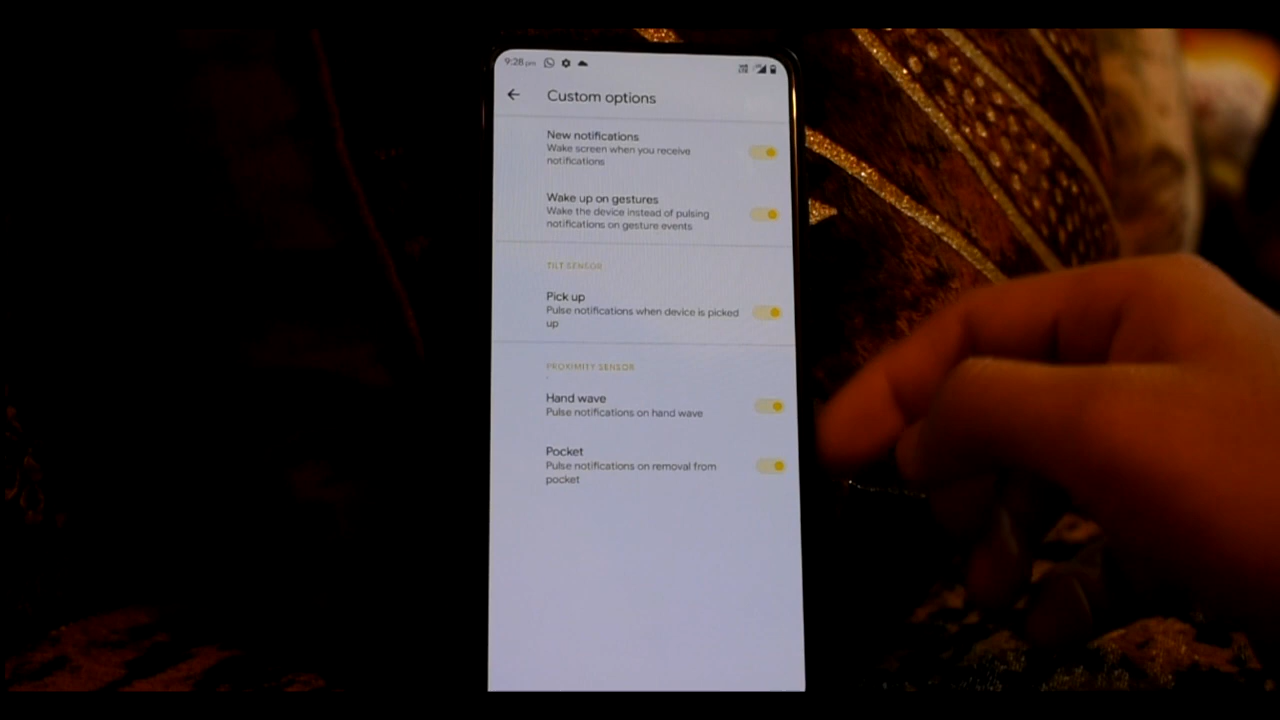 9:28 pm
Custom options
New notifications
Wake screen when you receive
notifications
Wake up on gestures
Wake the device instead of pulsing
notifications on gesture events
TILT SENSOR
Pick up
Pulse notifications when device is picked
up
PROXIMITY SENSOR
Hand wave
Pulse notifications on hand wave
Pocket
Pulse notifications on removal from
pocket